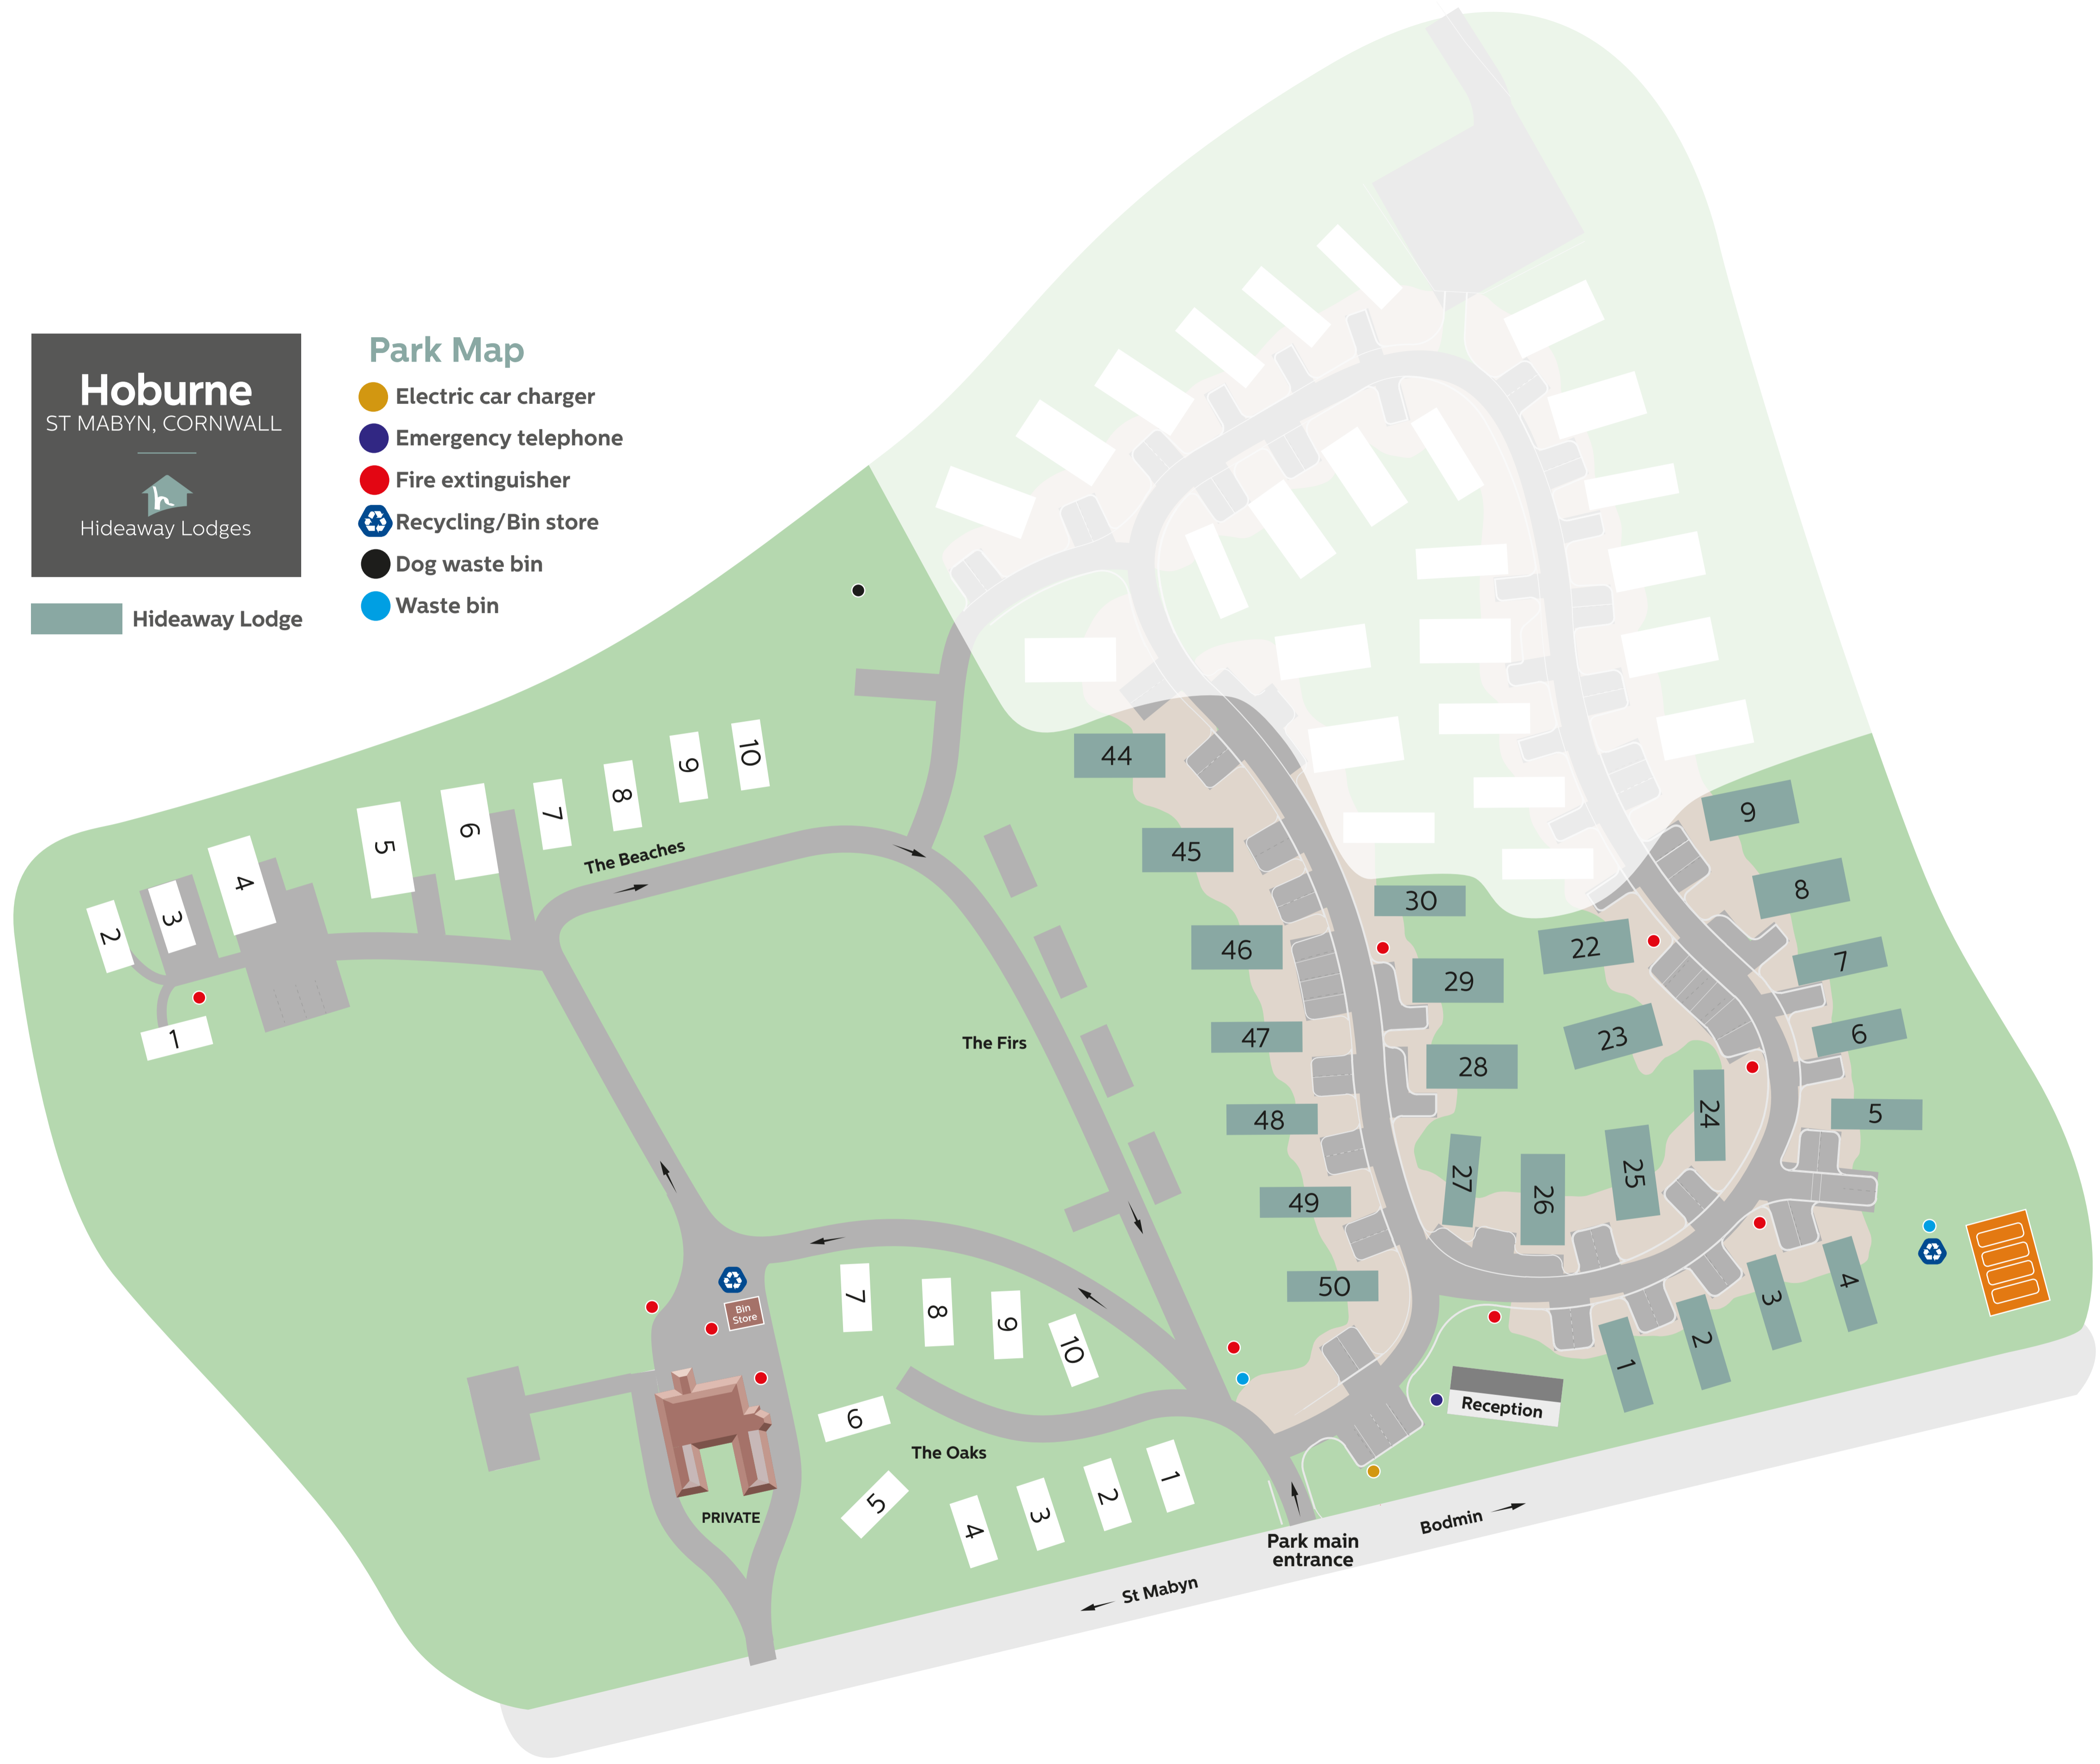 Hoburne
ST MABYN, CORNWALL
Hideaway Lodges
Hideaway Lodge
Park Map
Electric car charger
Emergency telephone
Fire extinguisher
Recycling/Bin store
Dog waste bin
Waste bin
The Beaches
1
2
3
4
5
6
7
8
9
10
The Firs
44
45
46
47
48
49
50
30
29
28
27
26
25
24
23
22
9
8
7
6
5
4
3
2
1
Bin
Store
PRIVATE
The Oaks
7
8
9
10
6
5
4
3
2
1
Reception
Park main
entrance
Bodmin
St Mabyn